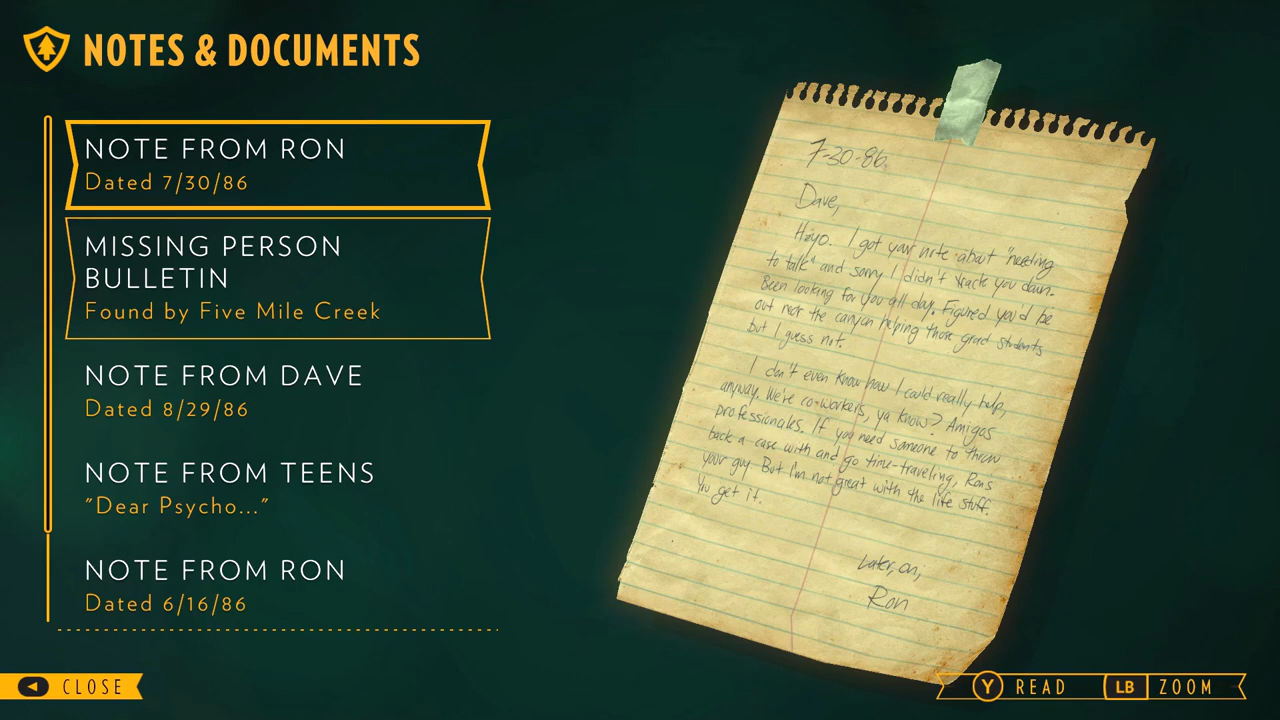 NOTES & DOCUMENTS
NOTE FROM RON
Dated 7/30/86
MISSING PERSON
BULLETIN
Found by Five Mile Creek
NOTE FROM DAVE
Dated 8/29/86
NOTE FROM TEENS
"Dear Psycho..."
NOTE FROM RON
Dated 6/16/86
7-30-86
Dave,
Hiyo. I got your note about "needing
to talk" and sorry I didn't track you down.
Been looking for you all day. Figured you'd be
out near the canyon helping those grad students
but I guess not.
I don't even know how I could really help,
anyway. We're co-workers, ya know? Amigos
professionales. If you need someone to throw
back a case with and go time-traveling, Rons
your guy. But I'm not great with the life stuff.
You get it.
Later, on,
Ron
CLOSE
Y READ LB ZOOM